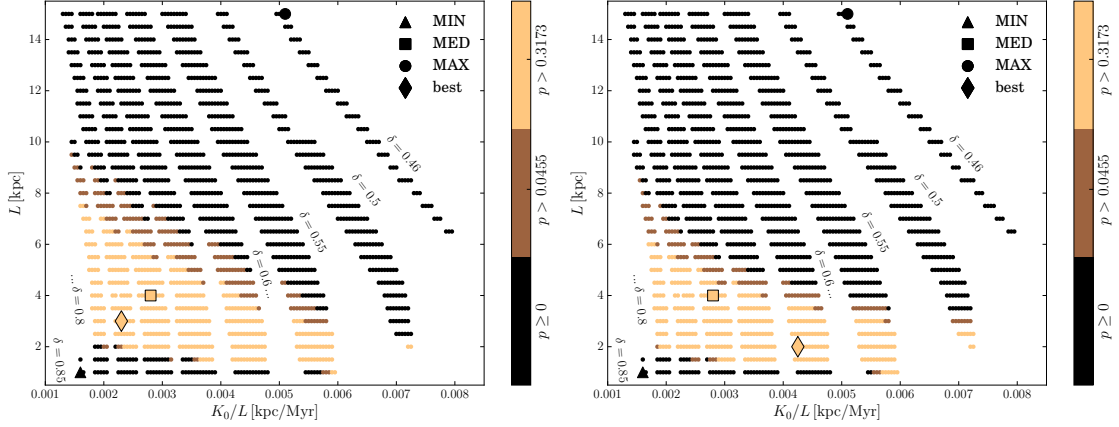 14
12
10
8
6
4
2
L [kpc]
0.001
0.002
0.003
0.004
0.005
0.006
0.007
0.008
K₀/L [kpc/Myr]
MIN
MED
MAX
best
δ = 0.46
δ = 0.5
δ = 0.55
δ = 0.6 ...
... δ = 0.8
δ = 0.85
p > 0.3173
p > 0.0455
p ≥ 0
14
12
10
8
6
4
2
L [kpc]
0.001
0.002
0.003
0.004
0.005
0.006
0.007
0.008
K₀/L [kpc/Myr]
MIN
MED
MAX
best
δ = 0.46
δ = 0.5
δ = 0.55
δ = 0.6 ...
... δ = 0.8
δ = 0.85
p > 0.3173
p > 0.0455
p ≥ 0